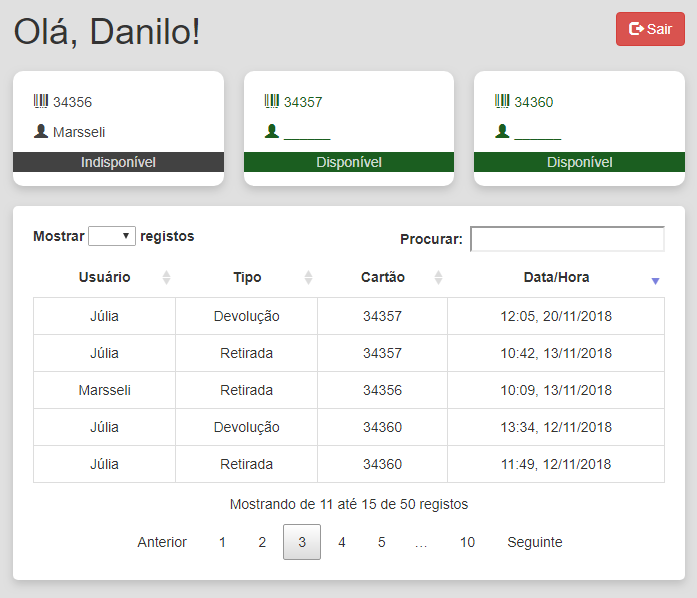 Olá, Danilo!
Sair
34356
Marsseli
Indisponível
34357
______
Disponível
34360
______
Disponível
Mostrar registos
Procurar:
Usuário Tipo Cartão Data/Hora
Júlia Devolução 34357 12:05, 20/11/2018
Júlia Retirada 34357 10:42, 13/11/2018
Marsseli Retirada 34356 10:09, 13/11/2018
Júlia Devolução 34360 13:34, 12/11/2018
Júlia Retirada 34360 11:49, 12/11/2018
Mostrando de 11 até 15 de 50 registos
Anterior 1 2 3 4 5 … 10 Seguinte